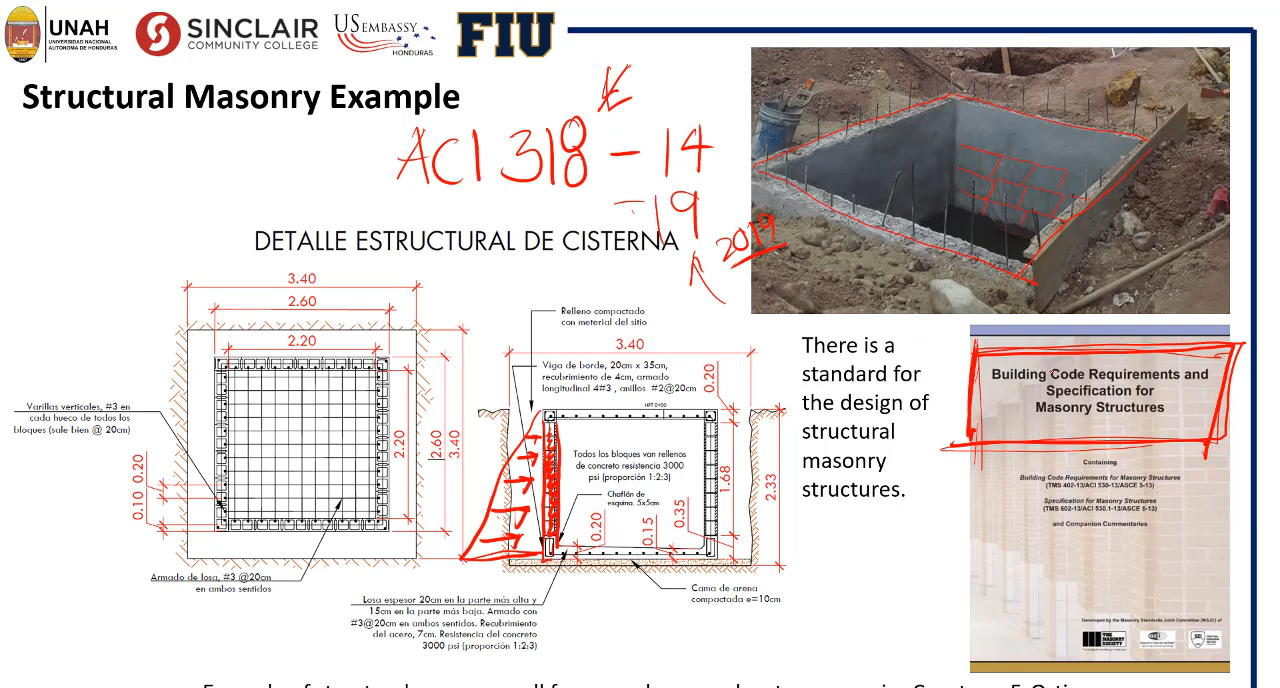 UNAH
UNIVERSIDAD NACIONAL
AUTÓNOMA DE HONDURAS
SINCLAIR
COMMUNITY COLLEGE
US EMBASSY
HONDURAS
FIU
Structural Masonry Example
ACI 318 - 14
- 19
2019
DETALLE ESTRUCTURAL DE CISTERNA
3.40
2.60
2.20
Varillas verticales, #3 en
cada hueco de todos los
bloques (sale bien @ 20cm)
0.20
0.10
2.20
2.60
3.40
Armado de losa, #3 @20cm
en ambos sentidos
Relleno compactado
con meterial del sitio
3.40
Viga de borde, 20cm x 35cm,
recubrimiento de 4cm, armado
longitudinal 4#3 , anillos #2@20cm
0.20
Todos los bloques van rellenos
de concreto resistencia 3000
psi (proporción 1:2:3)
Chaflán de
esquina. 5x5cm
0.20
0.15
0.35
1.68
2.33
Losa espesor 20cm en la parte más alta y
15cm en la parte más baja. Armado con
#3@20cm en ambos sentidos. Recubrimiento
del acero, 7cm. Resistencia del concreto
3000 psi (proporción 1:2:3)
Cama de arena
compactada e=10cm
There is a
standard for
the design of
structural
masonry
structures.
Building Code Requirements and
Specification for
Masonry Structures
Containing
Building Code Requirements for Masonry Structures
(TMS 402-13/ACI 530-13/ASCE 5-13)
Specification for Masonry Structures
(TMS 602-13/ACI 530.1-13/ASCE 6-13)
and Companion Commentaries
Developed by the Masonry Standards Joint Committee (MSJC) of
THE
MASONRY
SOCIETY